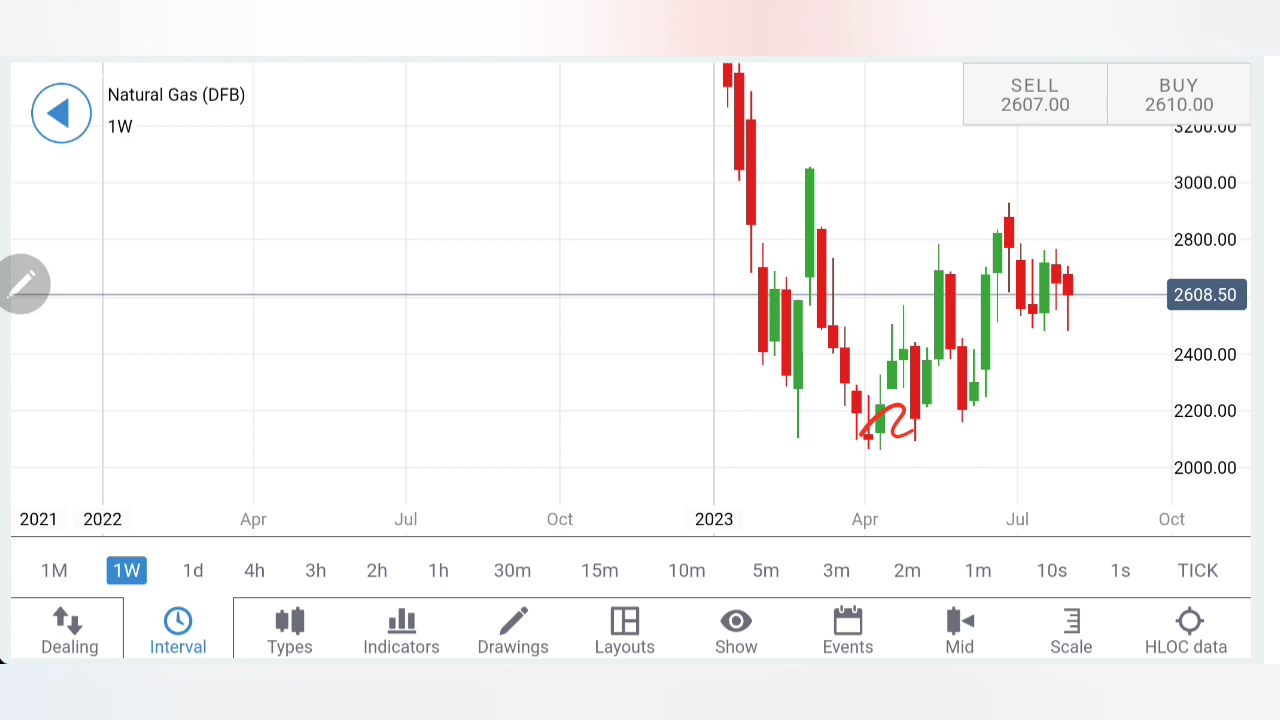 Natural Gas (DFB)
1W
SELL BUY
2607.00 2610.00
3200.00
3000.00
2800.00
2608.50
2400.00
2200.00
2000.00
2021 2022 Apr Jul Oct 2023 Apr Jul Oct
1M 1W 1d 4h 3h 2h 1h 30m 15m 10m 5m 3m 2m 1m 10s 1s TICK
Dealing Interval Types Indicators Drawings Layouts Show Events Mid Scale HLOC data